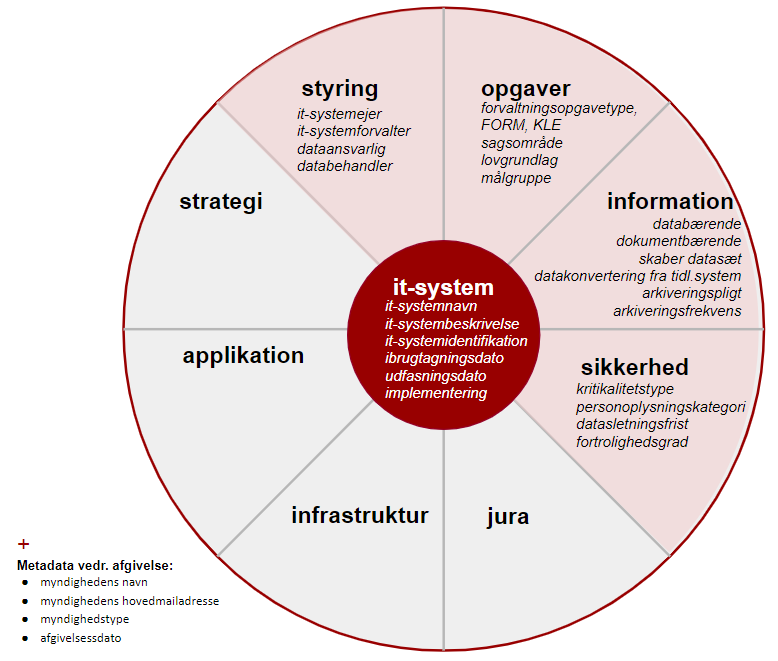 styring
it-systemejer
it-systemforvalter
dataansvarlig
databehandler
opgaver
forvaltningsopgavetype,
FORM, KLE
sagsområde
lovgrundlag
målgruppe
information
databærende
dokumentbærende
skaber datasæt
datakonvertering fra tidl.system
arkiveringspligt
arkiveringsfrekvens
strategi
it-system
it-systemnavn
it-systembeskrivelse
it-systemidentifikation
ibrugtagningsdato
udfasningsdato
implementering
applikation
sikkerhed
kritikalitetstype
personoplysningskategori
datasletningsfrist
fortrolighedsgrad
infrastruktur
jura
+
Metadata vedr. afgivelse:
● myndighedens navn
● myndighedens hovedmailadresse
● myndighedstype
● afgivelsessdato